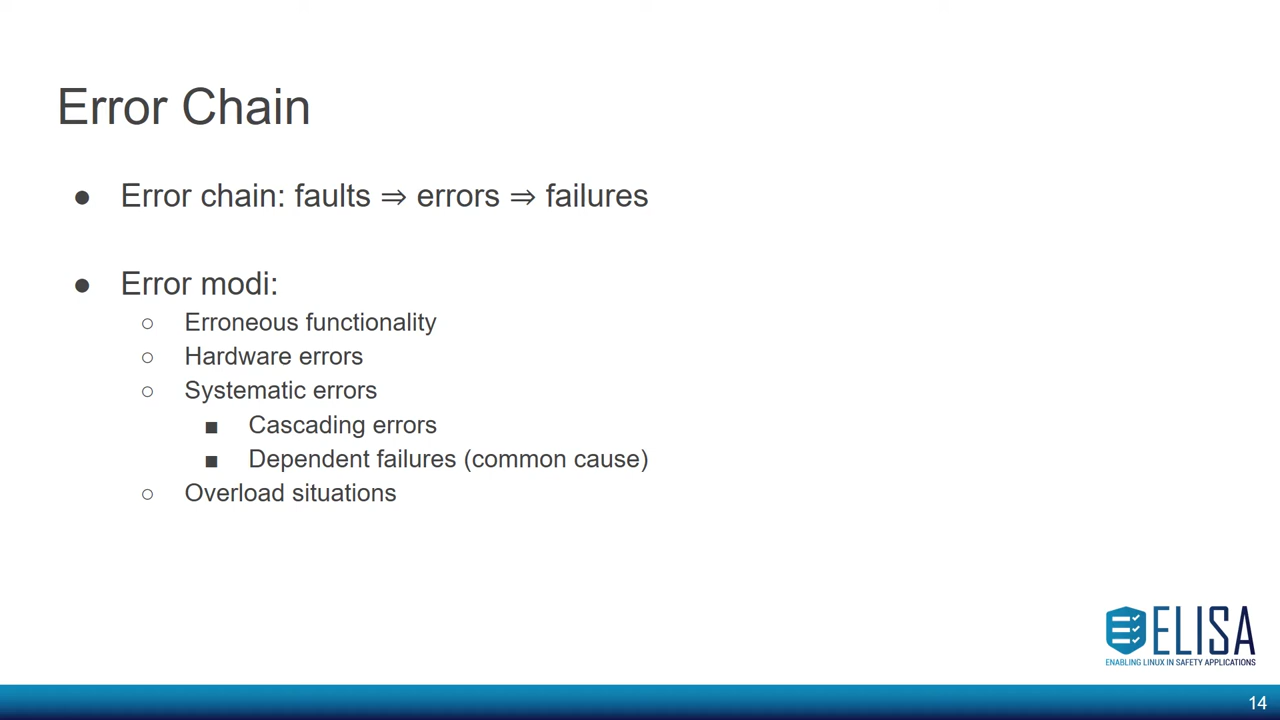 Error Chain
● Error chain: faults ⇒ errors ⇒ failures
● Error modi:
○ Erroneous functionality
○ Hardware errors
○ Systematic errors
■ Cascading errors
■ Dependent failures (common cause)
○ Overload situations
ELISA
ENABLING LINUX IN SAFETY APPLICATIONS
14